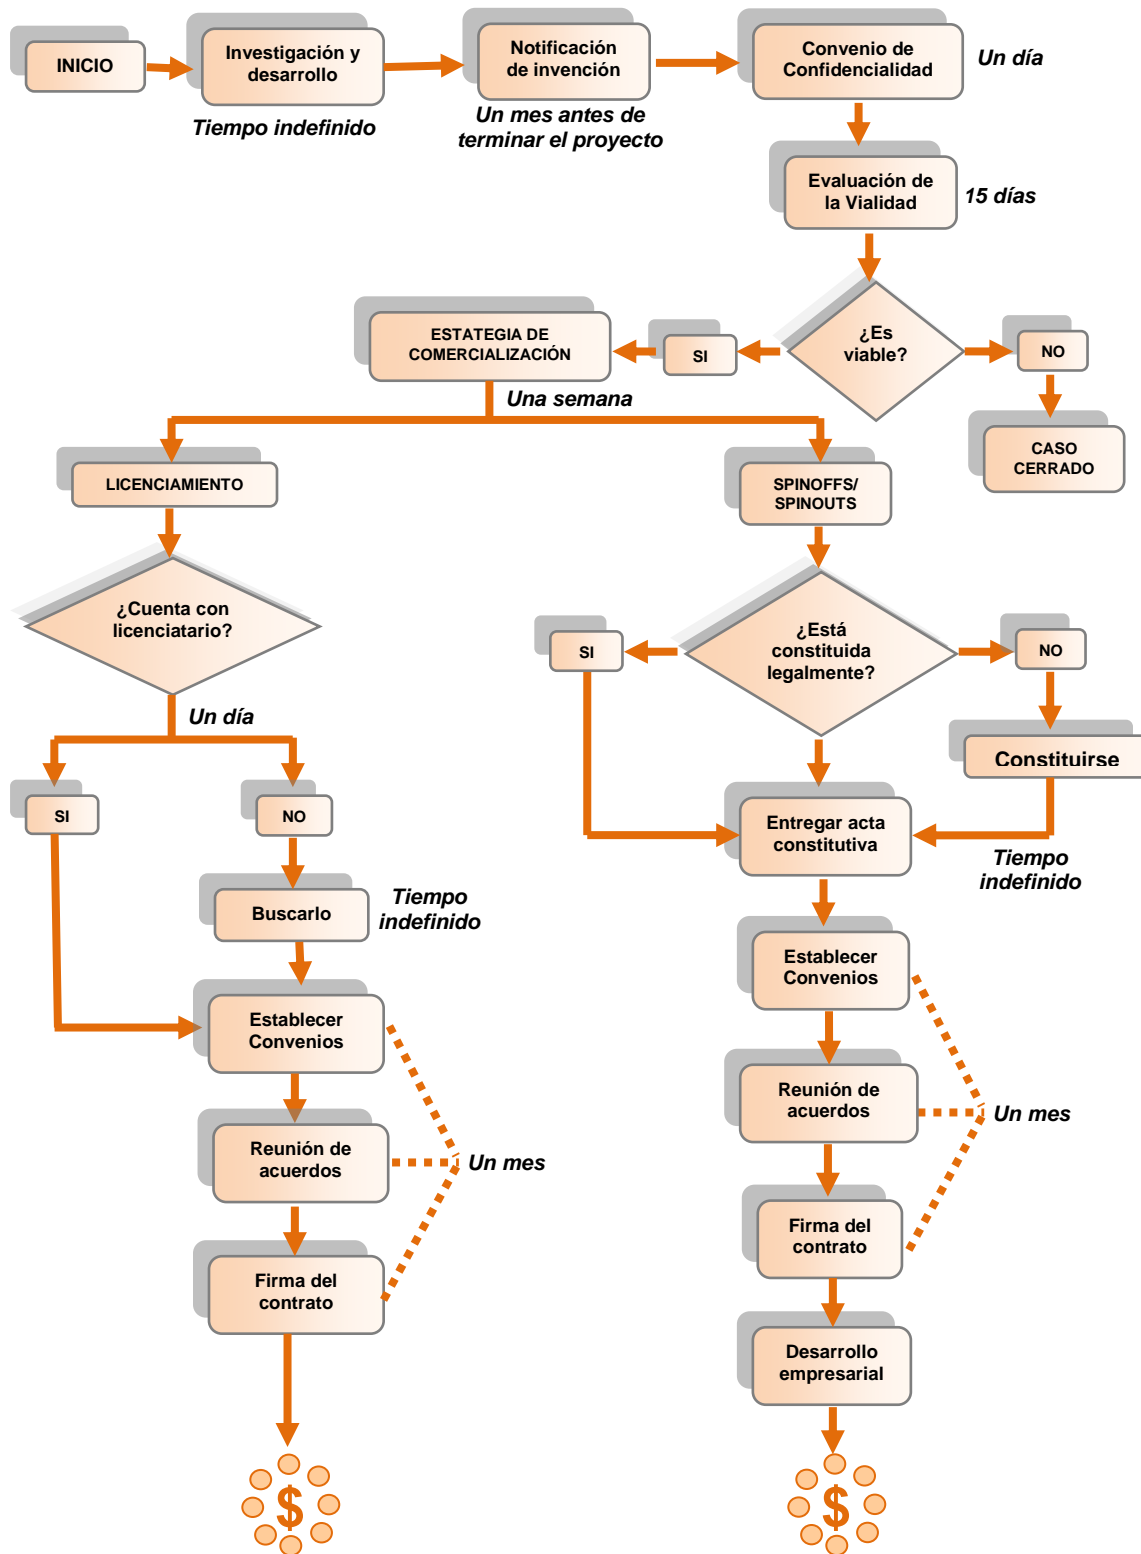 INICIO
Investigación y
desarrollo
Notificación
de invención
Convenio de
Confidencialidad
Un día
Tiempo indefinido
Un mes antes de
terminar el proyecto
Evaluación de
la Vialidad
15 días
ESTATEGIA DE
COMERCIALIZACIÓN
SI
¿Es
viable?
NO
Una semana
CASO
CERRADO
LICENCIAMIENTO
SPINOFFS/
SPINOUTS
¿Cuenta con
licenciatario?
SI
¿Está
constituida
legalmente?
NO
Un día
Constituirse
SI
NO
Entregar acta
constitutiva
Tiempo
indefinido
Buscarlo
Tiempo
indefinido
Establecer
Convenios
Establecer
Convenios
Reunión de
acuerdos
Un mes
Reunión de
acuerdos
Un mes
Firma del
contrato
Firma del
contrato
Desarrollo
empresarial
$
$